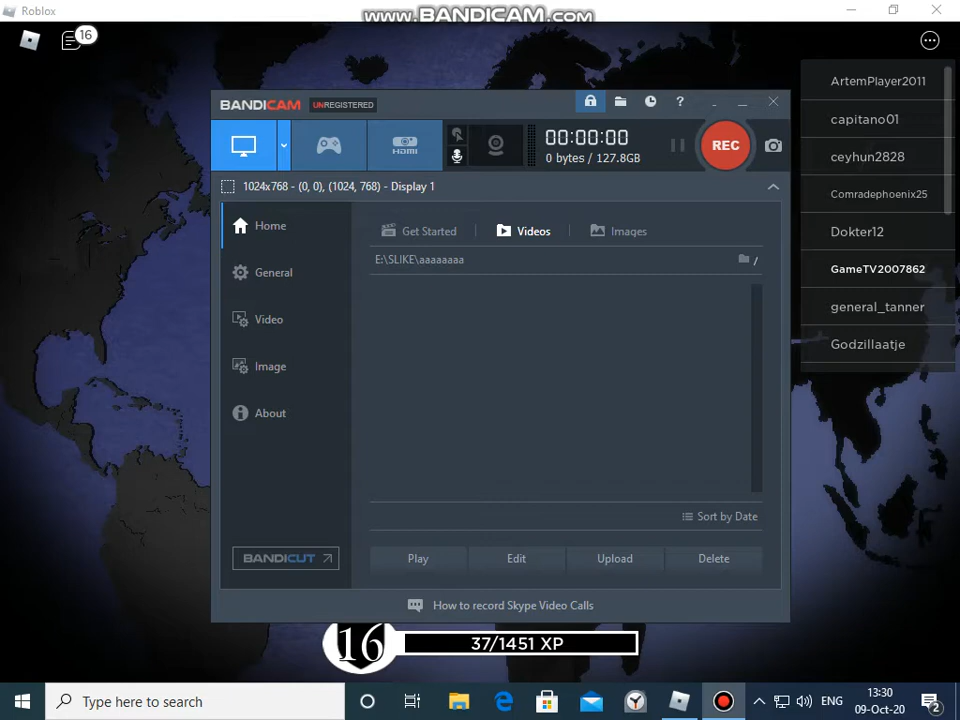 Roblox
www.BANDICAM.com
16
ArtemPlayer2011
capitano01
ceyhun2828
Comradephoenix25
Dokter12
GameTV2007862
general_tanner
Godzillaatje
BANDICAM UNREGISTERED
?
HDMI
00:00:00
0 bytes / 127.8GB
REC
1024x768 - (0, 0), (1024, 768) - Display 1
Home
General
Video
Image
About
BANDICUT
Get Started
Videos
Images
E:\SLIKE\aaaaaaaa
/
Sort by Date
Play
Edit
Upload
Delete
How to record Skype Video Calls
16
37/1451 XP
Type here to search
ENG
13:30
09-Oct-20
2